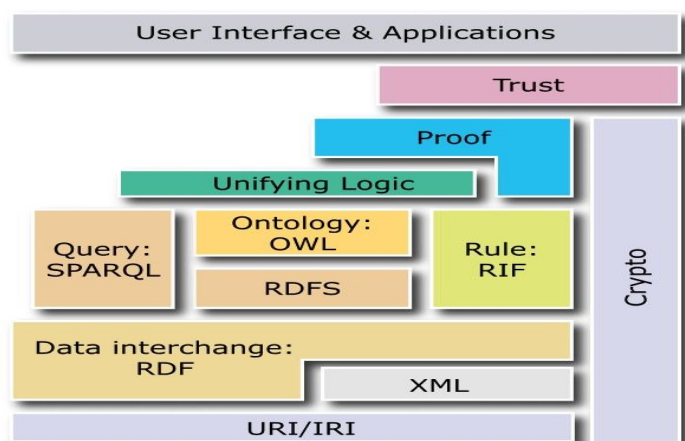 User Interface & Applications
Trust
Proof
Unifying Logic
Query:
SPARQL
Ontology:
OWL
RDFS
Rule:
RIF
Crypto
Data interchange:
RDF
XML
URI/IRI